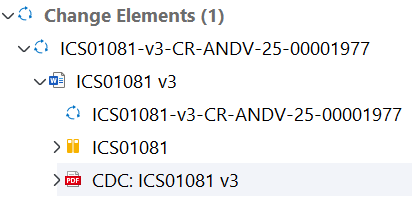 Change Elements (1)
ICS01081-v3-CR-ANDV-25-00001977
ICS01081 v3
ICS01081-v3-CR-ANDV-25-00001977
ICS01081
CDC: ICS01081 v3